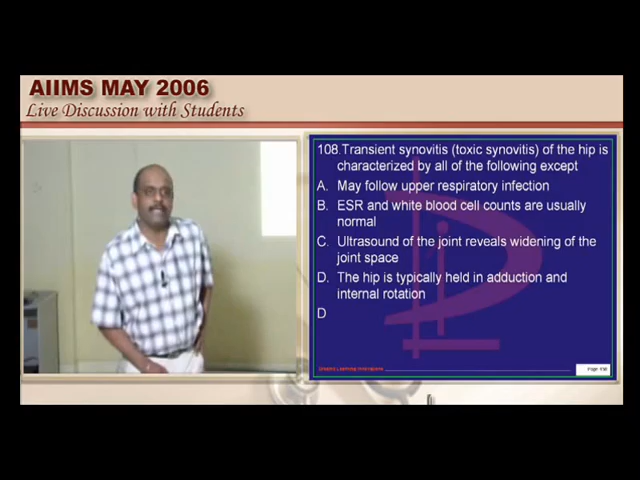 AIIMS MAY 2006
Live Discussion with Students
108.Transient synovitis (toxic synovitis) of the hip is
characterized by all of the following except
A. May follow upper respiratory infection
B. ESR and white blood cell counts are usually
normal
C. Ultrasound of the joint reveals widening of the
joint space
D. The hip is typically held in adduction and
internal rotation
D